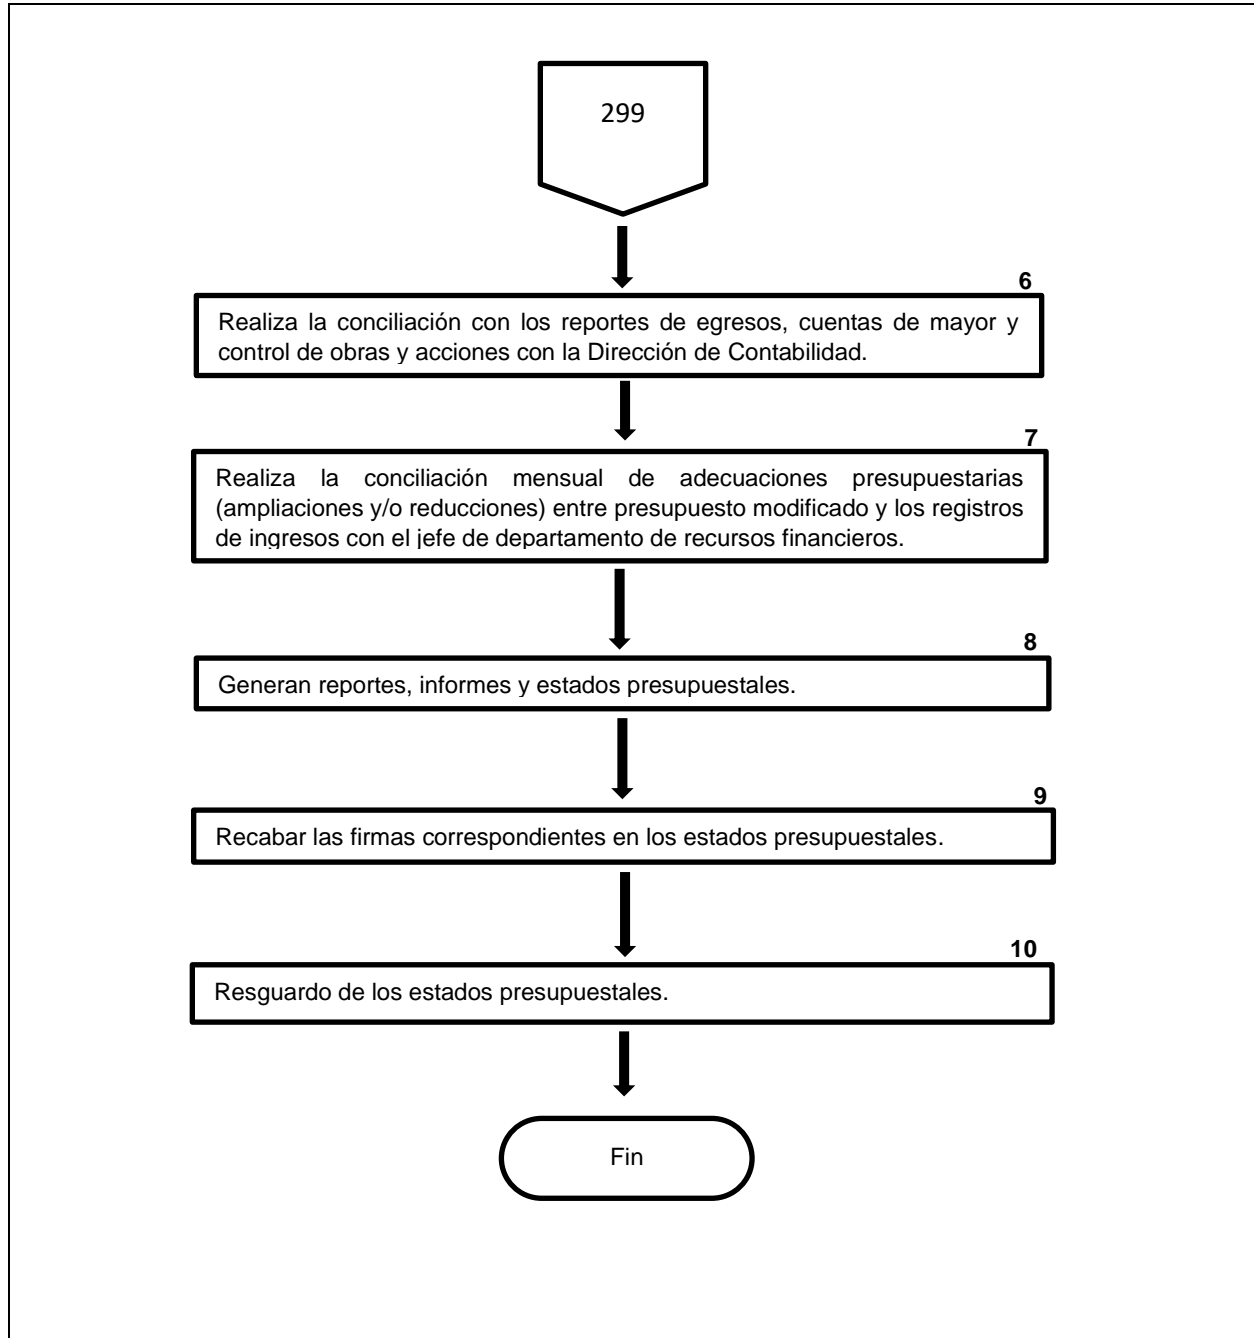 299
6
Realiza la conciliación con los reportes de egresos, cuentas de mayor y
control de obras y acciones con la Dirección de Contabilidad.
7
Realiza la conciliación mensual de adecuaciones presupuestarias
(ampliaciones y/o reducciones) entre presupuesto modificado y los registros
de ingresos con el jefe de departamento de recursos financieros.
8
Generan reportes, informes y estados presupuestales.
9
Recabar las firmas correspondientes en los estados presupuestales.
10
Resguardo de los estados presupuestales.
Fin